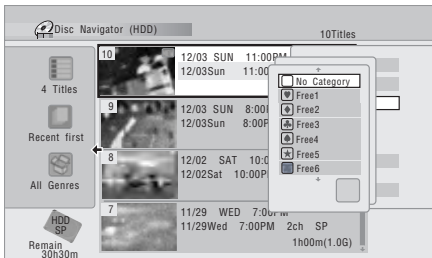 Disc Navigator (HDD)
10Titles
4 Titles
Recent first
All Genres
HDD
SP
Remain
30h30m
10
12/03 SUN 11:00PM
12/03Sun 11:00
9
12/03 SUN 8:00
12/03Sun 8:00P
8
12/02 SAT 10:0
12/02Sat 10:00P
7
11/29 WED 7:00PM
11/29Wed 7:00PM 2ch SP
1h00m(1.0G)
No Category
Free1
Free2
Free3
Free4
Free5
Free6